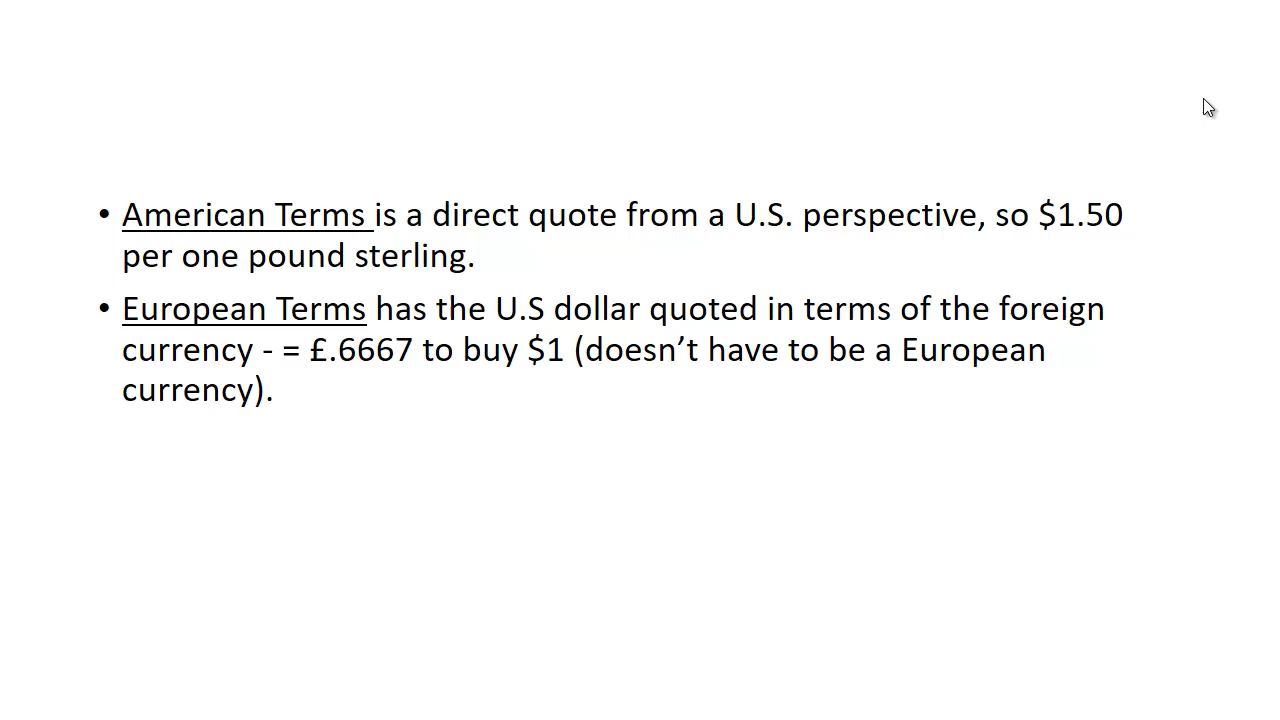 • American Terms is a direct quote from a U.S. perspective, so $1.50
per one pound sterling.
• European Terms has the U.S dollar quoted in terms of the foreign
currency - = £.6667 to buy $1 (doesn’t have to be a European
currency).